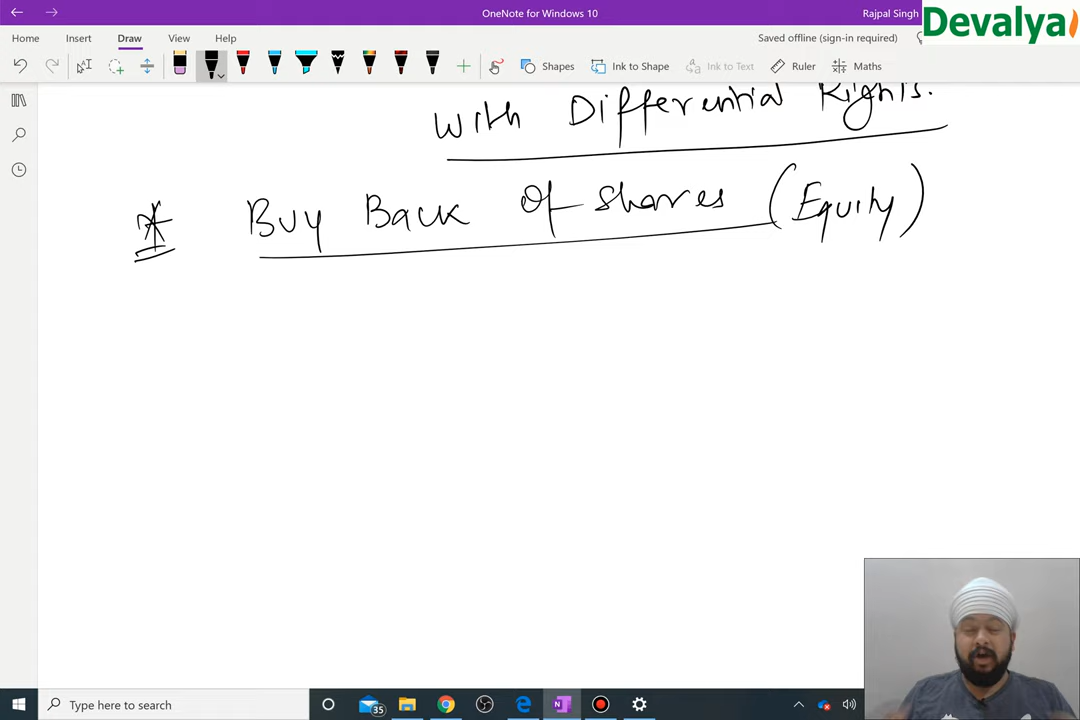 OneNote for Windows 10
Rajpal Singh
Devalya
Home Insert Draw View Help
Saved offline (sign-in required)
Shapes Ink to Shape Ink to Text Ruler Maths
With Differential Rights.
* Buy Back Of Shares (Equity)
Type here to search
35